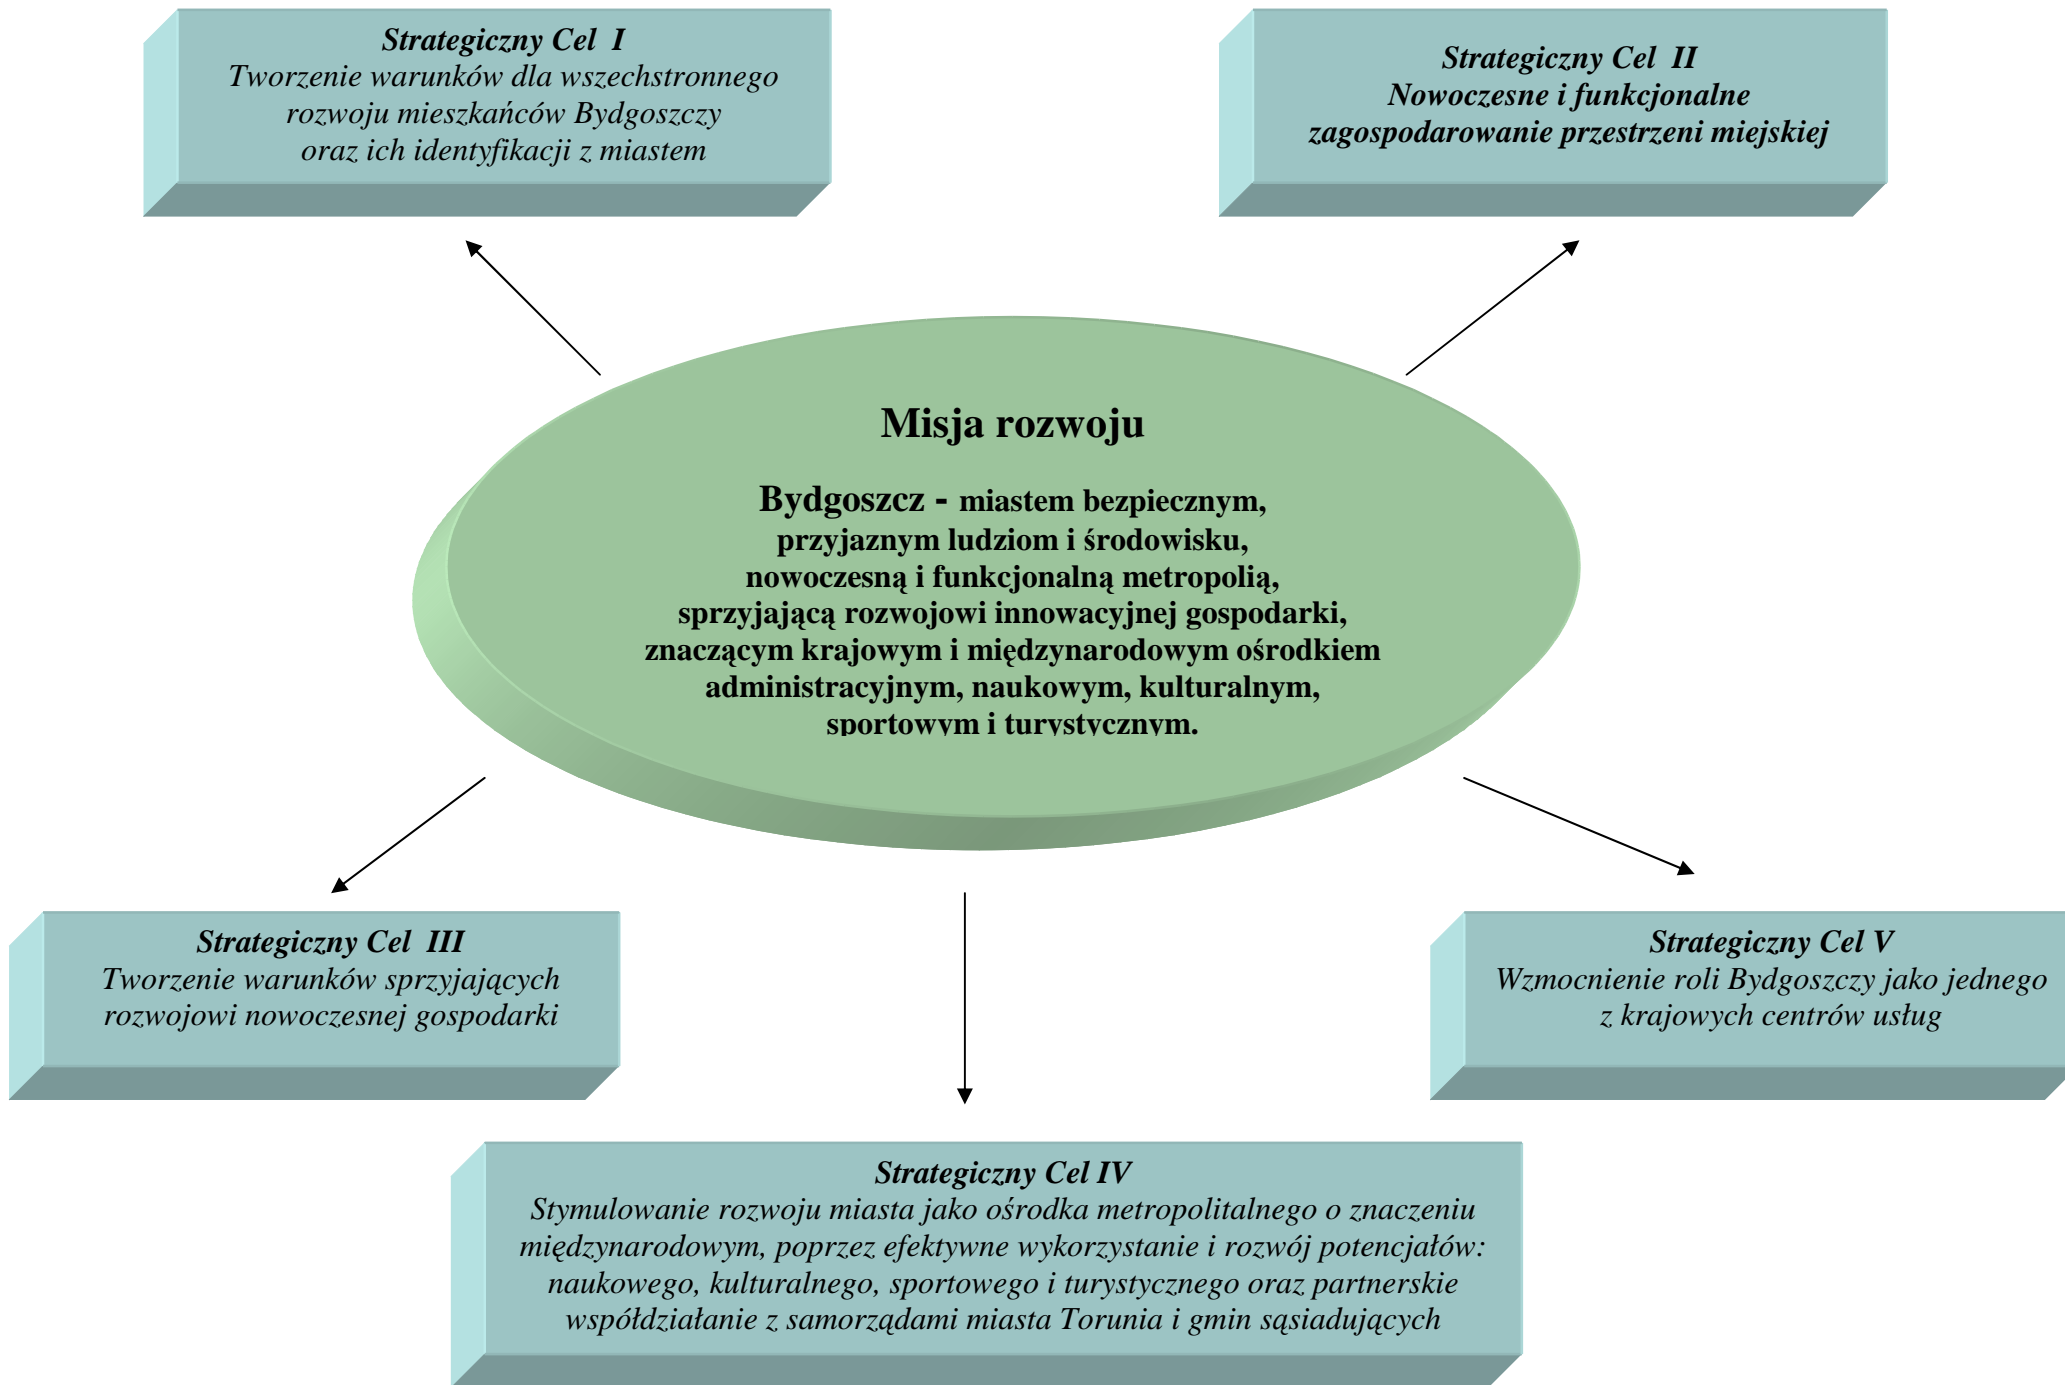 Strategiczny Cel I
Tworzenie warunków dla wszechstronnego
rozwoju mieszkańców Bydgoszczy
oraz ich identyfikacji z miastem
Strategiczny Cel II
Nowoczesne i funkcjonalne
zagospodarowanie przestrzeni miejskiej
Misja rozwoju
Bydgoszcz - miastem bezpiecznym,
przyjaznym ludziom i środowisku,
nowoczesną i funkcjonalną metropolią,
sprzyjającą rozwojowi innowacyjnej gospodarki,
znaczącym krajowym i międzynarodowym ośrodkiem
administracyjnym, naukowym, kulturalnym,
sportowym i turystycznym.
Strategiczny Cel III
Tworzenie warunków sprzyjających
rozwojowi nowoczesnej gospodarki
Strategiczny Cel V
Wzmocnienie roli Bydgoszczy jako jednego
z krajowych centrów usług
Strategiczny Cel IV
Stymulowanie rozwoju miasta jako ośrodka metropolitalnego o znaczeniu
międzynarodowym, poprzez efektywne wykorzystanie i rozwój potencjałów:
naukowego, kulturalnego, sportowego i turystycznego oraz partnerskie
współdziałanie z samorządami miasta Torunia i gmin sąsiadujących